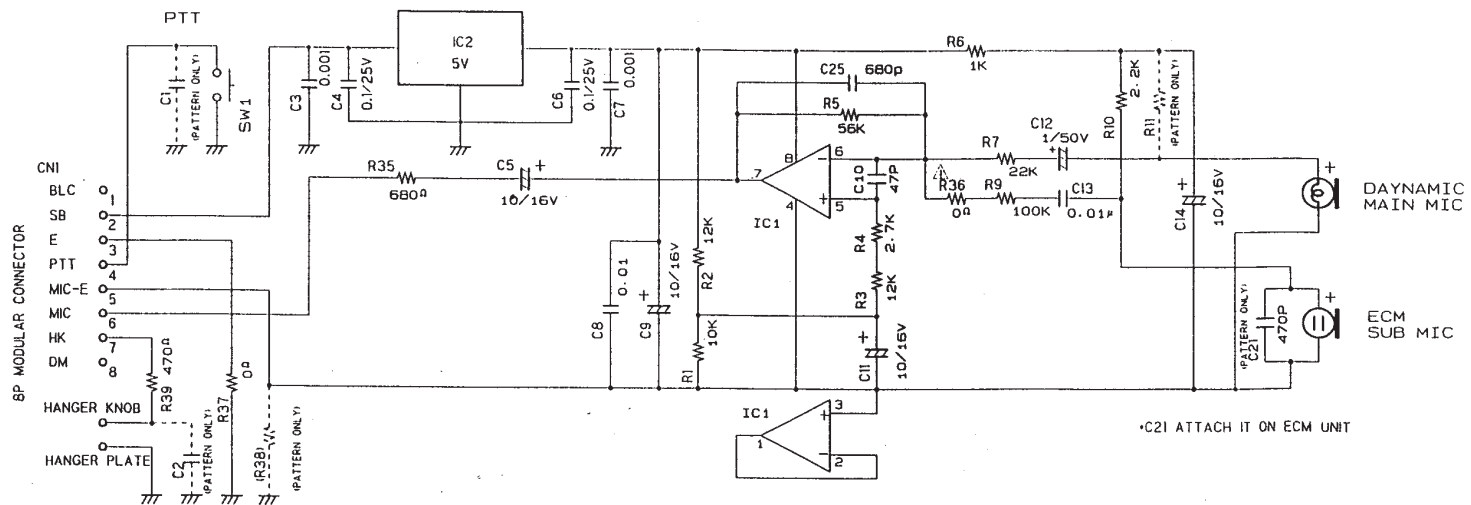 PTT
C1
(PATTERN ONLY)
SW1
C3
0.001
C4
0.1/25V
IC2
5V
C6
0.1/25V
C7
0.001
R6
1K
C25
680p
R5
56K
R10
2.2K
R11
(PATTERN ONLY)
C12
1/50V
+
R7
22K
CN1
8P MODULAR CONNECTOR
BLC
1
SB
2
E
3
PTT
4
MIC-E
5
MIC
6
HK
7
DM
8
R35
680Ω
C5
+
10/16V
7
8
4
6
5
−
+
IC1
C10
47P
R36
0Ω
R9
100K
C13
0.01μ
C14
+
10/16V
+
DAYNAMIC
MAIN MIC
R4
2.7K
R3
12K
R2
12K
R1
10K
C8
0.01
C9
+
10/16V
C11
+
10/16V
(PATTERN ONLY)
C21
470P
+
ECM
SUB MIC
R39
470Ω
R37
0Ω
HANGER KNOB
HANGER PLATE
C2
(PATTERN ONLY)
(R38)
(PATTERN ONLY)
IC1
1
3
2
+
−
*C21 ATTACH IT ON ECM UNIT